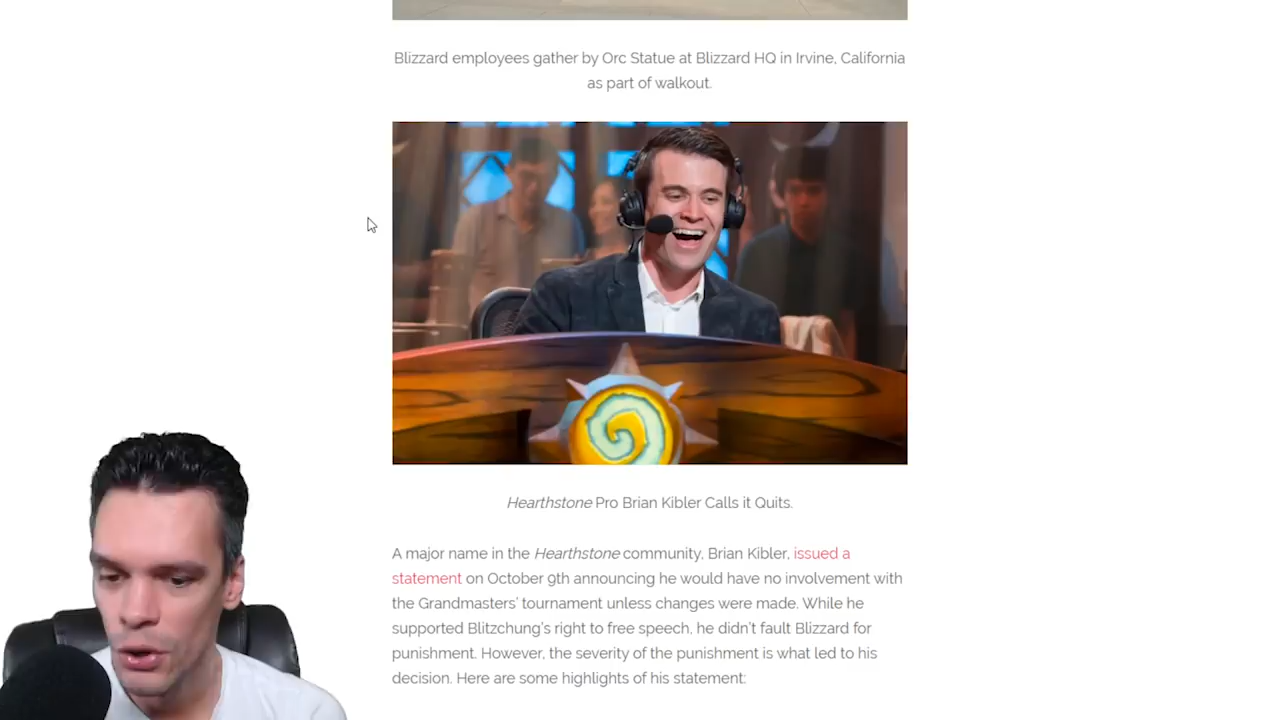 Blizzard employees gather by Orc Statue at Blizzard HQ in Irvine, California
as part of walkout.
Hearthstone Pro Brian Kibler Calls it Quits.
A major name in the Hearthstone community, Brian Kibler, issued a
statement on October 9th announcing he would have no involvement with
the Grandmasters' tournament unless changes were made. While he
supported Blitzchung's right to free speech, he didn't fault Blizzard for
punishment. However, the severity of the punishment is what led to his
decision. Here are some highlights of his statement: